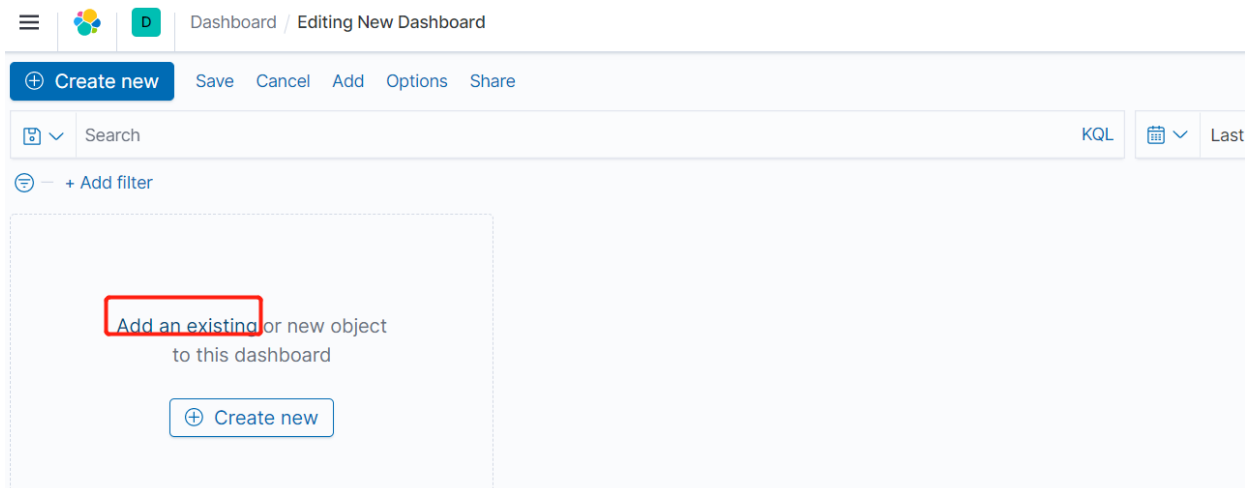 D Dashboard / Editing New Dashboard
Create new Save Cancel Add Options Share
Search KQL Last
+ Add filter
Add an existing or new object
to this dashboard
Create new